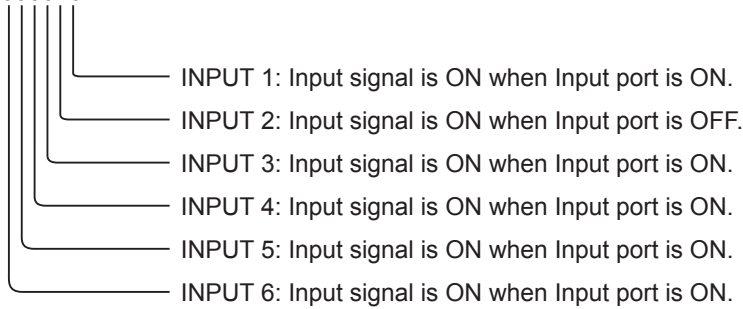 INPUT 1: Input signal is ON when Input port is ON.
INPUT 2: Input signal is ON when Input port is OFF.
INPUT 3: Input signal is ON when Input port is ON.
INPUT 4: Input signal is ON when Input port is ON.
INPUT 5: Input signal is ON when Input port is ON.
INPUT 6: Input signal is ON when Input port is ON.